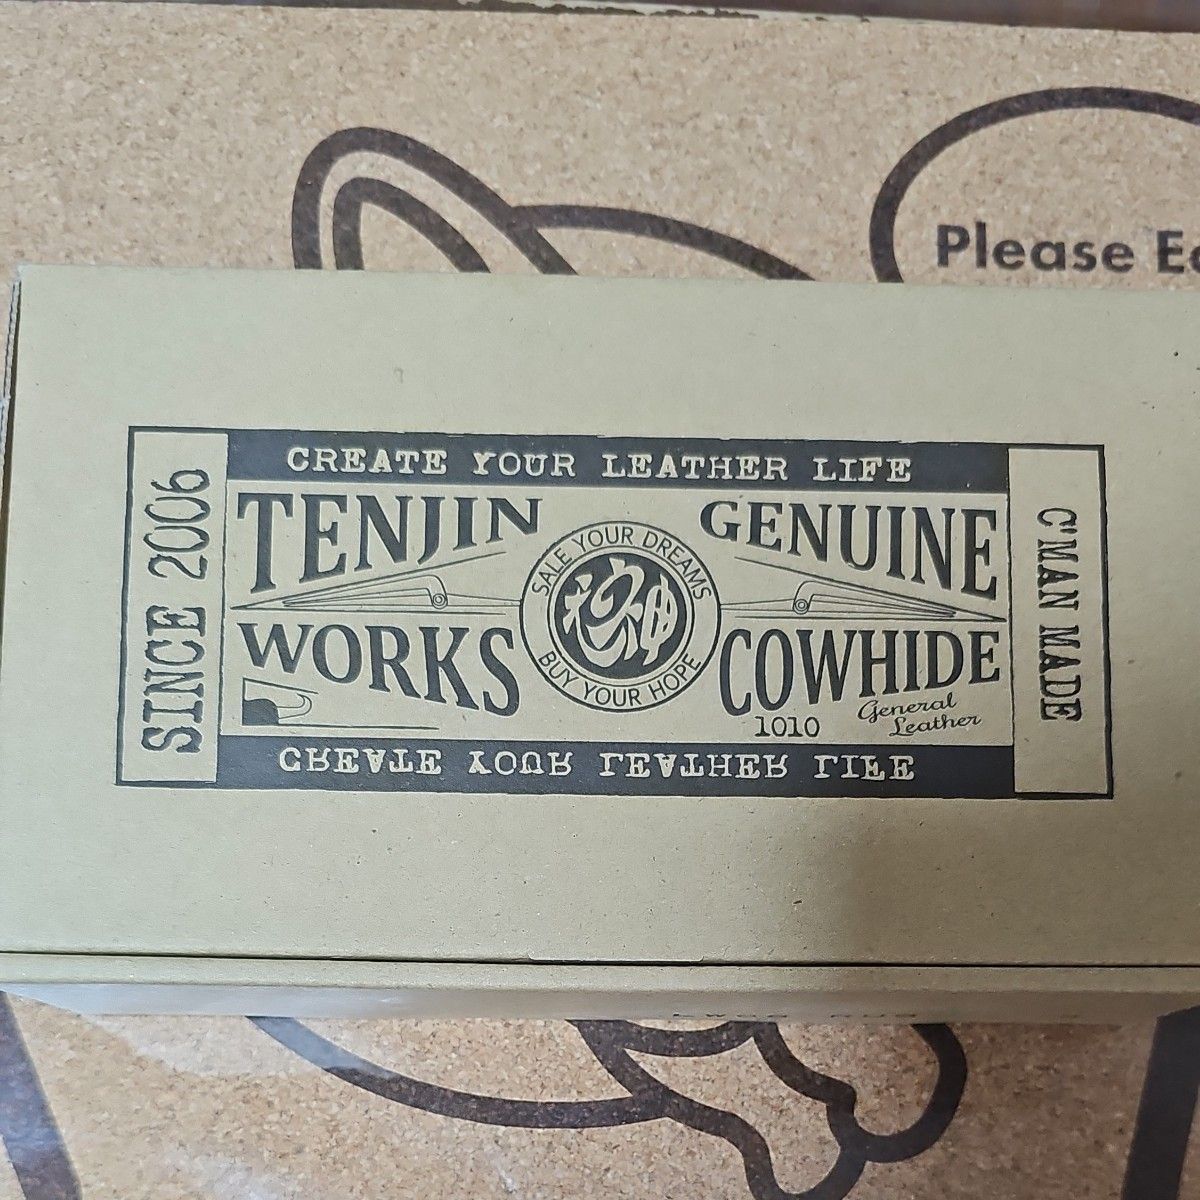 Please
CREATE YOUR LEATHER LIFE
SINCE 2006
TENJIN
WORKS
SALE YOUR DREAMS
BUY YOUR HOPE
GENUINE
COWHIDE
1010
General
Leather
C'MAN MADE
CREATE YOUR LEATHER LIFE